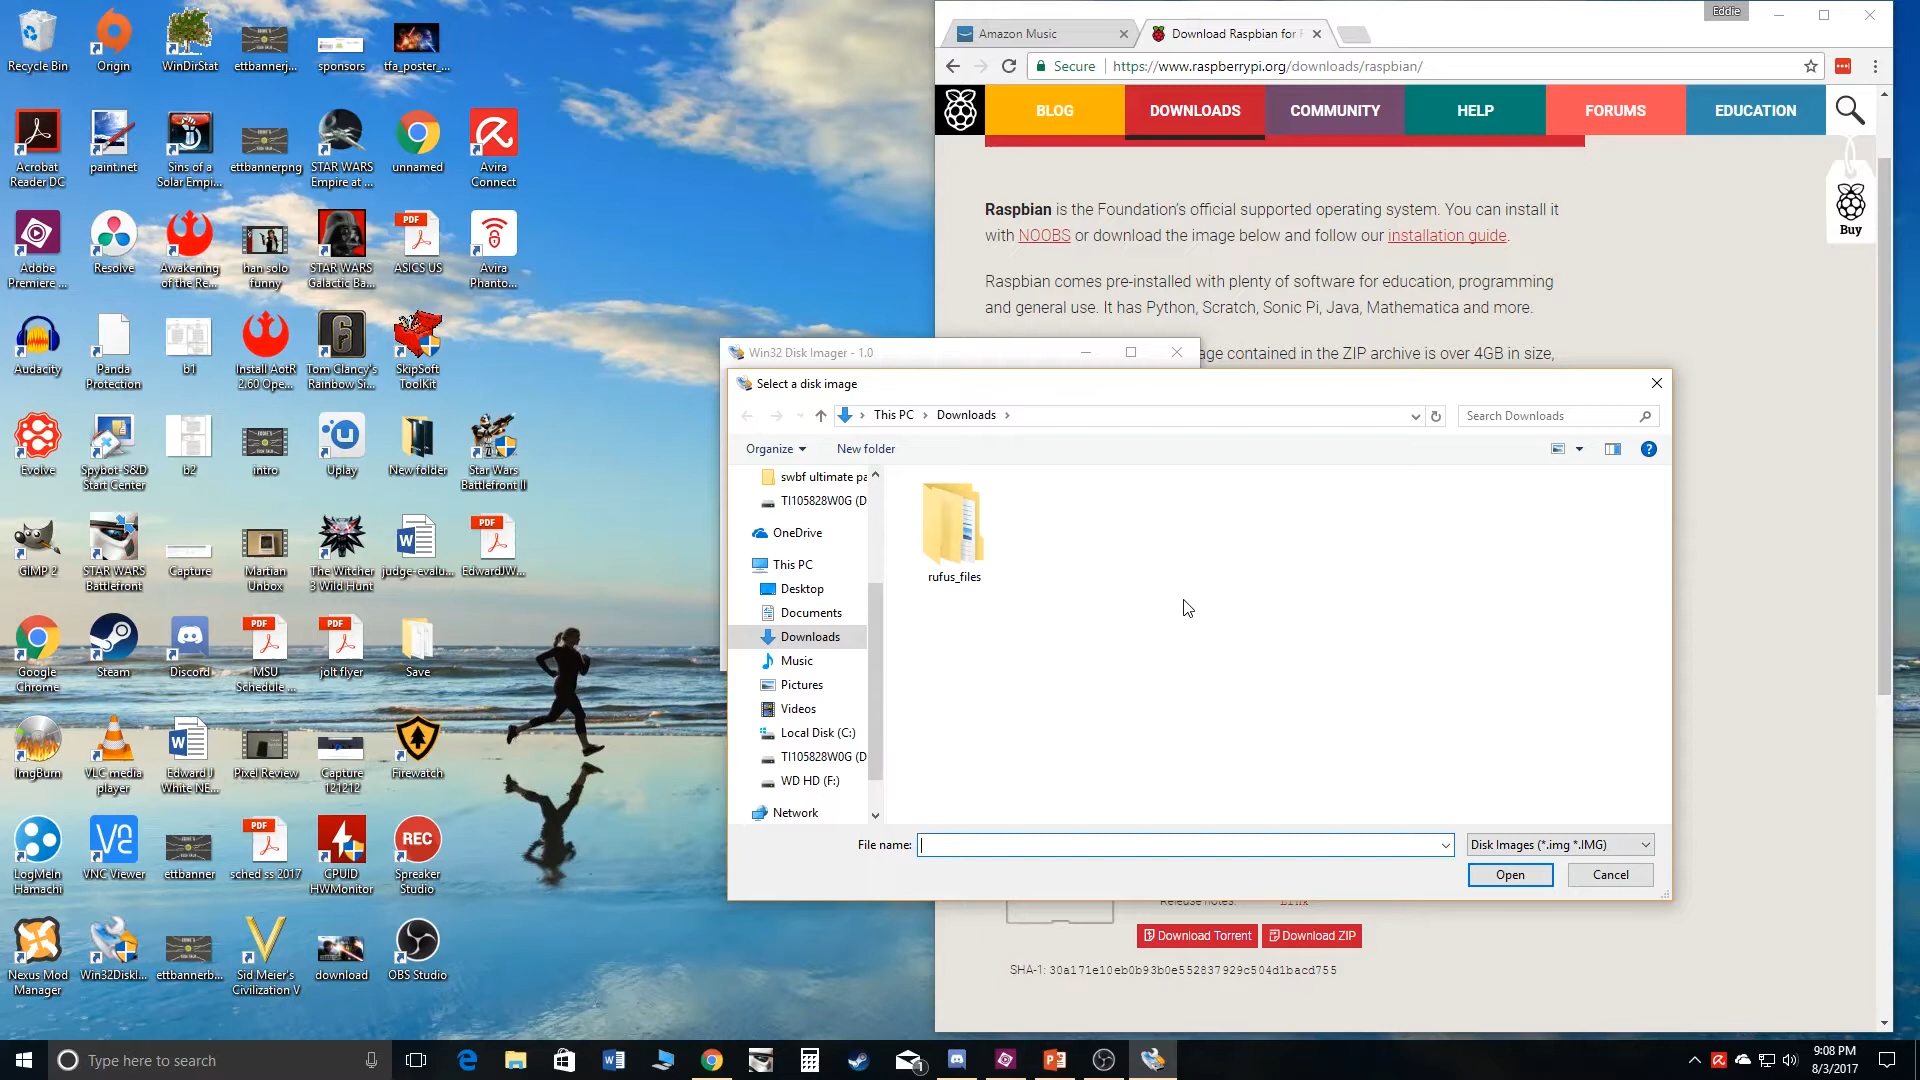 Recycle Bin
Origin
WinDirStat
ettbannerj...
sponsors
tfa_poster_...
Acrobat
Reader DC
paint.net
Sins of a
Solar Empi...
ettbannerpng
STAR WARS
Empire at ...
unnamed
Avira
Connect
Adobe
Premiere ...
Resolve
Awakening
of the Re...
han solo
funny
STAR WARS
Galactic Ba...
PDF
ASICS US
Avira
Phanto...
Audacity
Panda
Protection
b1
Install AotR
2.60 Ope...
Tom Clancy's
Rainbow Si...
SkipSoft
ToolKit
Evolve
Spybot-S&D
Start Center
b2
intro
Uplay
New folder
Star Wars
Battlefront II
GIMP 2
STAR WARS
Battlefront
Capture
Martian
Unbox
The Witcher
3 Wild Hunt
judge-evalu...
PDF
EdwardJW...
Google
Chrome
Steam
Discord
PDF
MSU
Schedule ...
PDF
jolt flyer
Save
ImgBurn
VLC media
player
Edward J
White NE...
Pixel Review
Capture
121212
Firewatch
LogMeIn
Hamachi
VNC Viewer
ettbanner
PDF
sched ss 2017
CPUID
HWMonitor
REC
Spreaker
Studio
Nexus Mod
Manager
Win32DiskI...
ettbannerb...
Sid Meier's
Civilization V
download
OBS Studio
Eddie
Amazon Music
Download Raspbian for
Secure
https://www.raspberrypi.org/downloads/raspbian/
BLOG
DOWNLOADS
COMMUNITY
HELP
FORUMS
EDUCATION
Buy
Raspbian is the Foundation's official supported operating system. You can install it
with NOOBS or download the image below and follow our installation guide.
Raspbian comes pre-installed with plenty of software for education, programming
and general use. It has Python, Scratch, Sonic Pi, Java, Mathematica and more.
age contained in the ZIP archive is over 4GB in size,
Win32 Disk Imager - 1.0
Select a disk image
This PC
Downloads
Search Downloads
Organize
New folder
swbf ultimate pa
TI105828W0G (D
OneDrive
This PC
Desktop
Documents
Downloads
Music
Pictures
Videos
Local Disk (C:)
TI105828W0G (D
WD HD (F:)
Network
rufus_files
File name:
Disk Images (*.img *.IMG)
Open
Cancel
Release notes:
Link
Download Torrent
Download ZIP
SHA-1: 30a171e10eb0b93b0e552837929c504d1bacd755
Type here to search
9:08 PM
8/3/2017